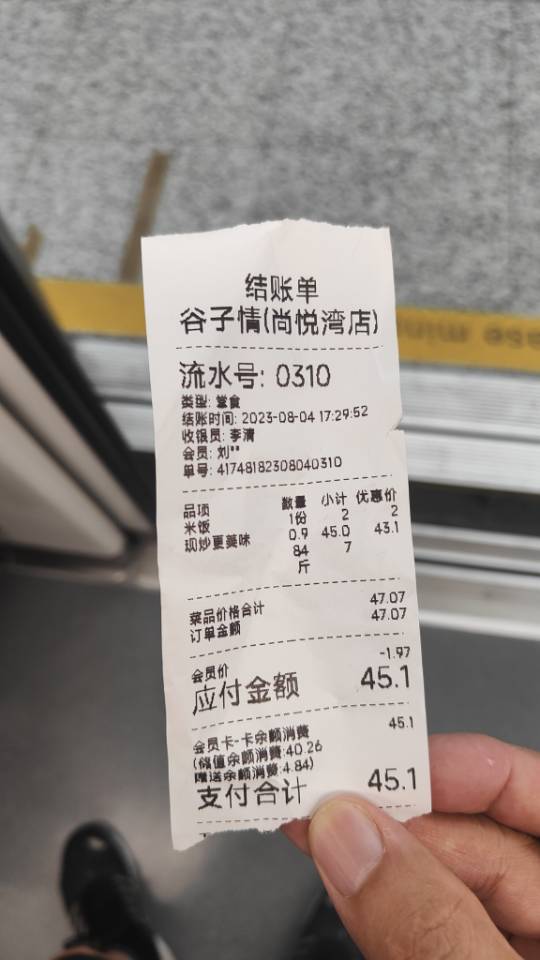 结账单
谷子情(尚悦湾店)
流水号: 0310
类型: 堂食
结账时间: 2023-08-04 17:29:52
收银员: 李清
会员: 刘**
单号: 41748182308040310
品项 数量 小计 优惠价
米饭 1份 2 2
现炒更美味 0.9 45.0 43.1
84 7
斤
菜品价格合计 47.07
订单金额 47.07
会员价 -1.97
应付金额 45.1
会员卡-卡余额消费 45.1
(储值余额消费:40.26
赠送余额消费:4.84)
支付合计 45.1
ase min